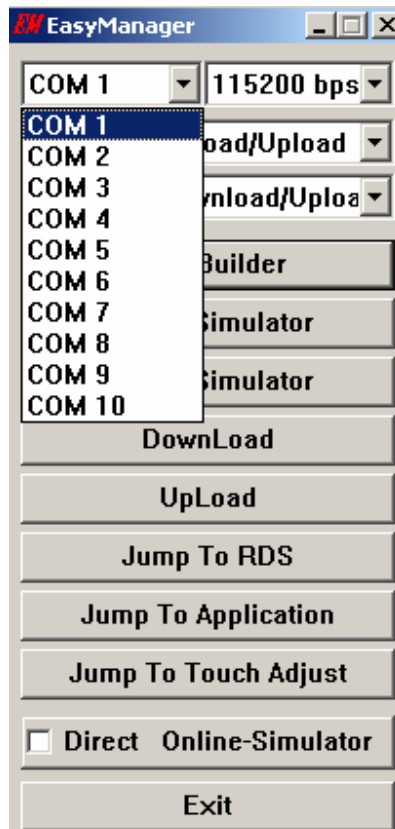 EM EasyManager
COM 1 115200 bps
COM 1
COM 2 oad/Upload
COM 3
COM 4 nload/Uploa
COM 5
COM 6 Builder
COM 7
COM 8 Simulator
COM 9
COM 10 Simulator
DownLoad
UpLoad
Jump To RDS
Jump To Application
Jump To Touch Adjust
Direct Online-Simulator
Exit